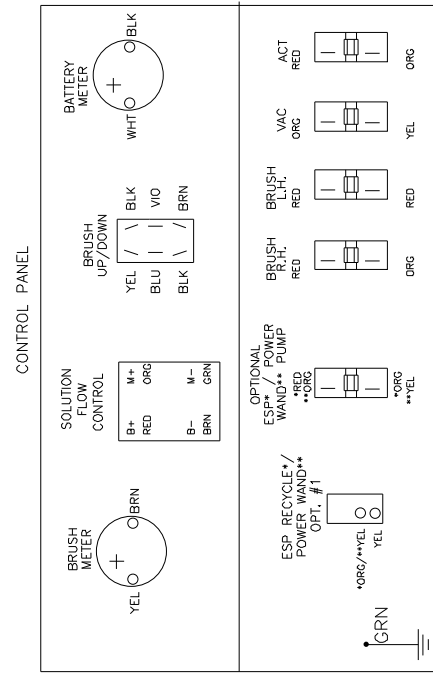 CONTROL PANEL
BRUSH
METER
YEL
BRN
SOLUTION
FLOW
CONTROL
B+ M+
RED ORG
B- M-
BRN GRN
BRUSH
UP/DOWN
YEL BLK
BLU VIO
BLK BRN
BATTERY
METER
WHT
BLK
GRN
ESP RECYCLE*/
POWER WAND**
OPT. #1
*ORG/**YEL
YEL
OPTIONAL
ESP* / POWER
WAND** PUMP
*RED
**ORG
*ORG
**YEL
BRUSH
R.H.
RED
ORG
BRUSH
L.H.
RED
RED
VAC
ORG
YEL
ACT
RED
ORG